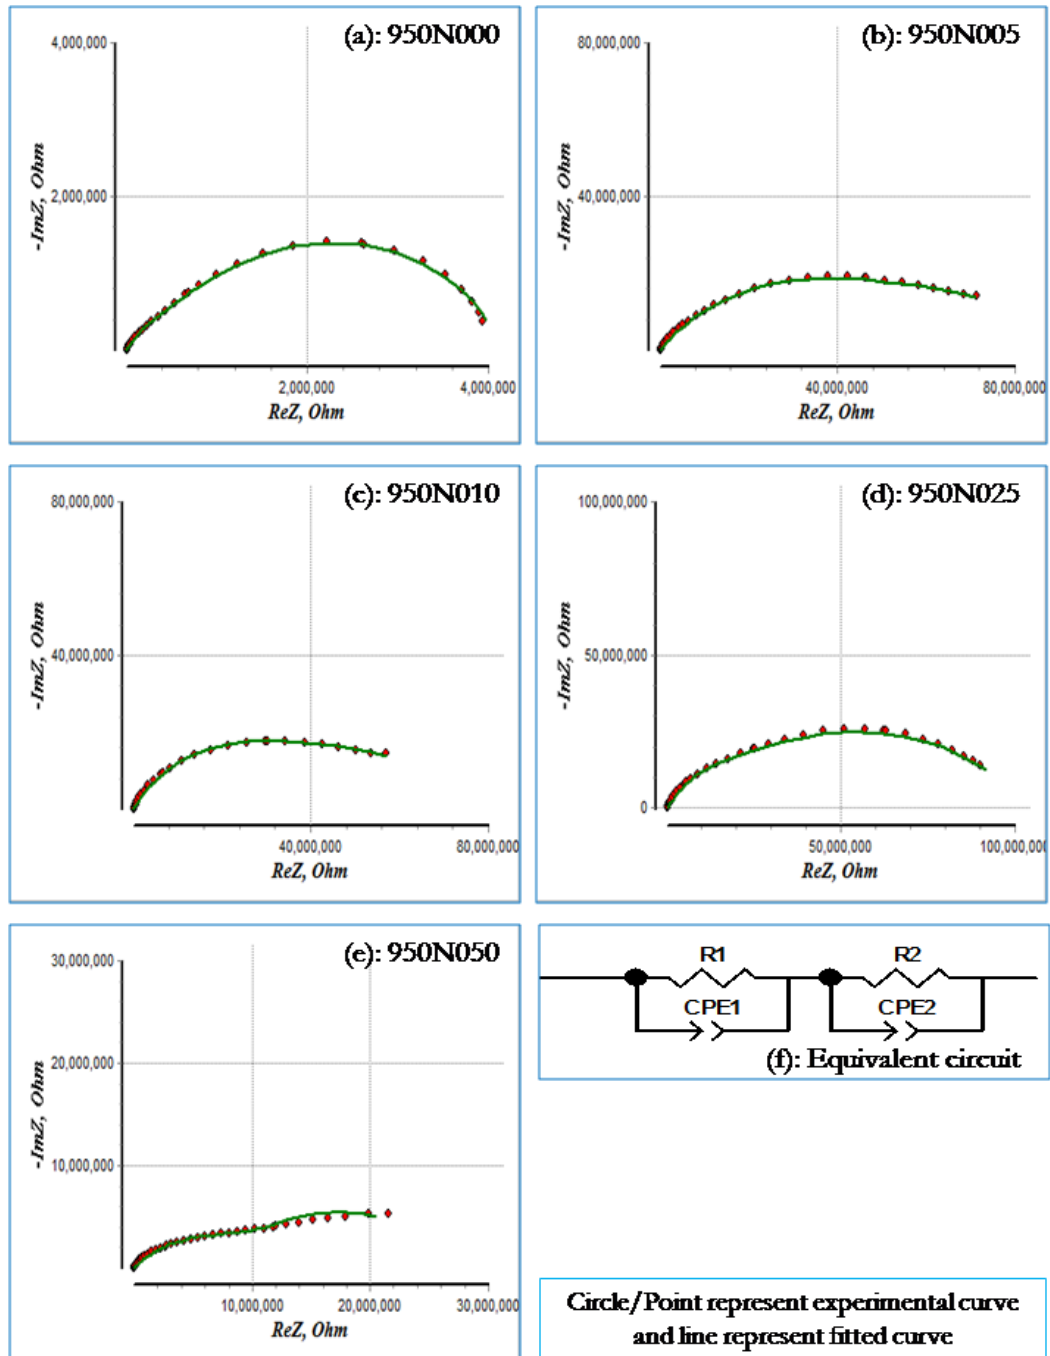 (a): 950N000
4,000,000
2,000,000
-ImZ, Ohm
2,000,000
4,000,000
ReZ, Ohm
(b): 950N005
80,000,000
40,000,000
-ImZ, Ohm
40,000,000
80,000,000
ReZ, Ohm
(c): 950N010
80,000,000
40,000,000
-ImZ, Ohm
40,000,000
80,000,000
ReZ, Ohm
(d): 950N025
100,000,000
50,000,000
0
-ImZ, Ohm
50,000,000
100,000,000
ReZ, Ohm
(e): 950N050
30,000,000
20,000,000
10,000,000
-ImZ, Ohm
10,000,000
20,000,000
30,000,000
ReZ, Ohm
R1
R2
CPE1
CPE2
(f): Equivalent circuit
Circle/Point represent experimental curve
and line represent fitted curve